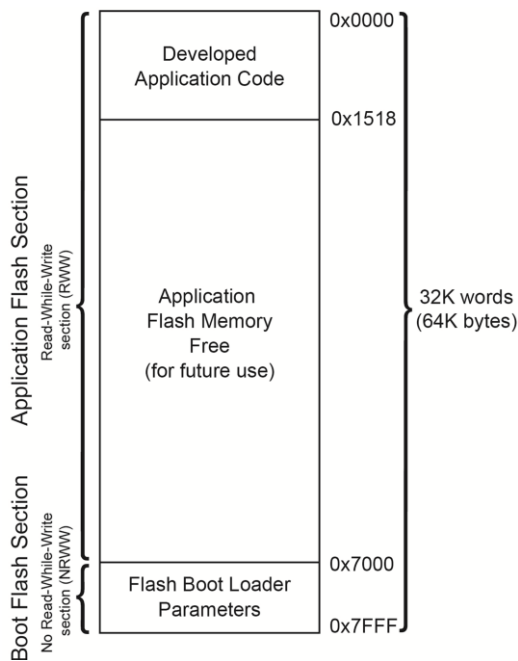 0x0000
Developed
Application Code
0x1518
Application Flash Section
Read-While-Write
section (RWW)
Application
Flash Memory
Free
(for future use)
32K words
(64K bytes)
Boot Flash Section
No Read-While-Write
section (NRWW)
0x7000
Flash Boot Loader
Parameters
0x7FFF